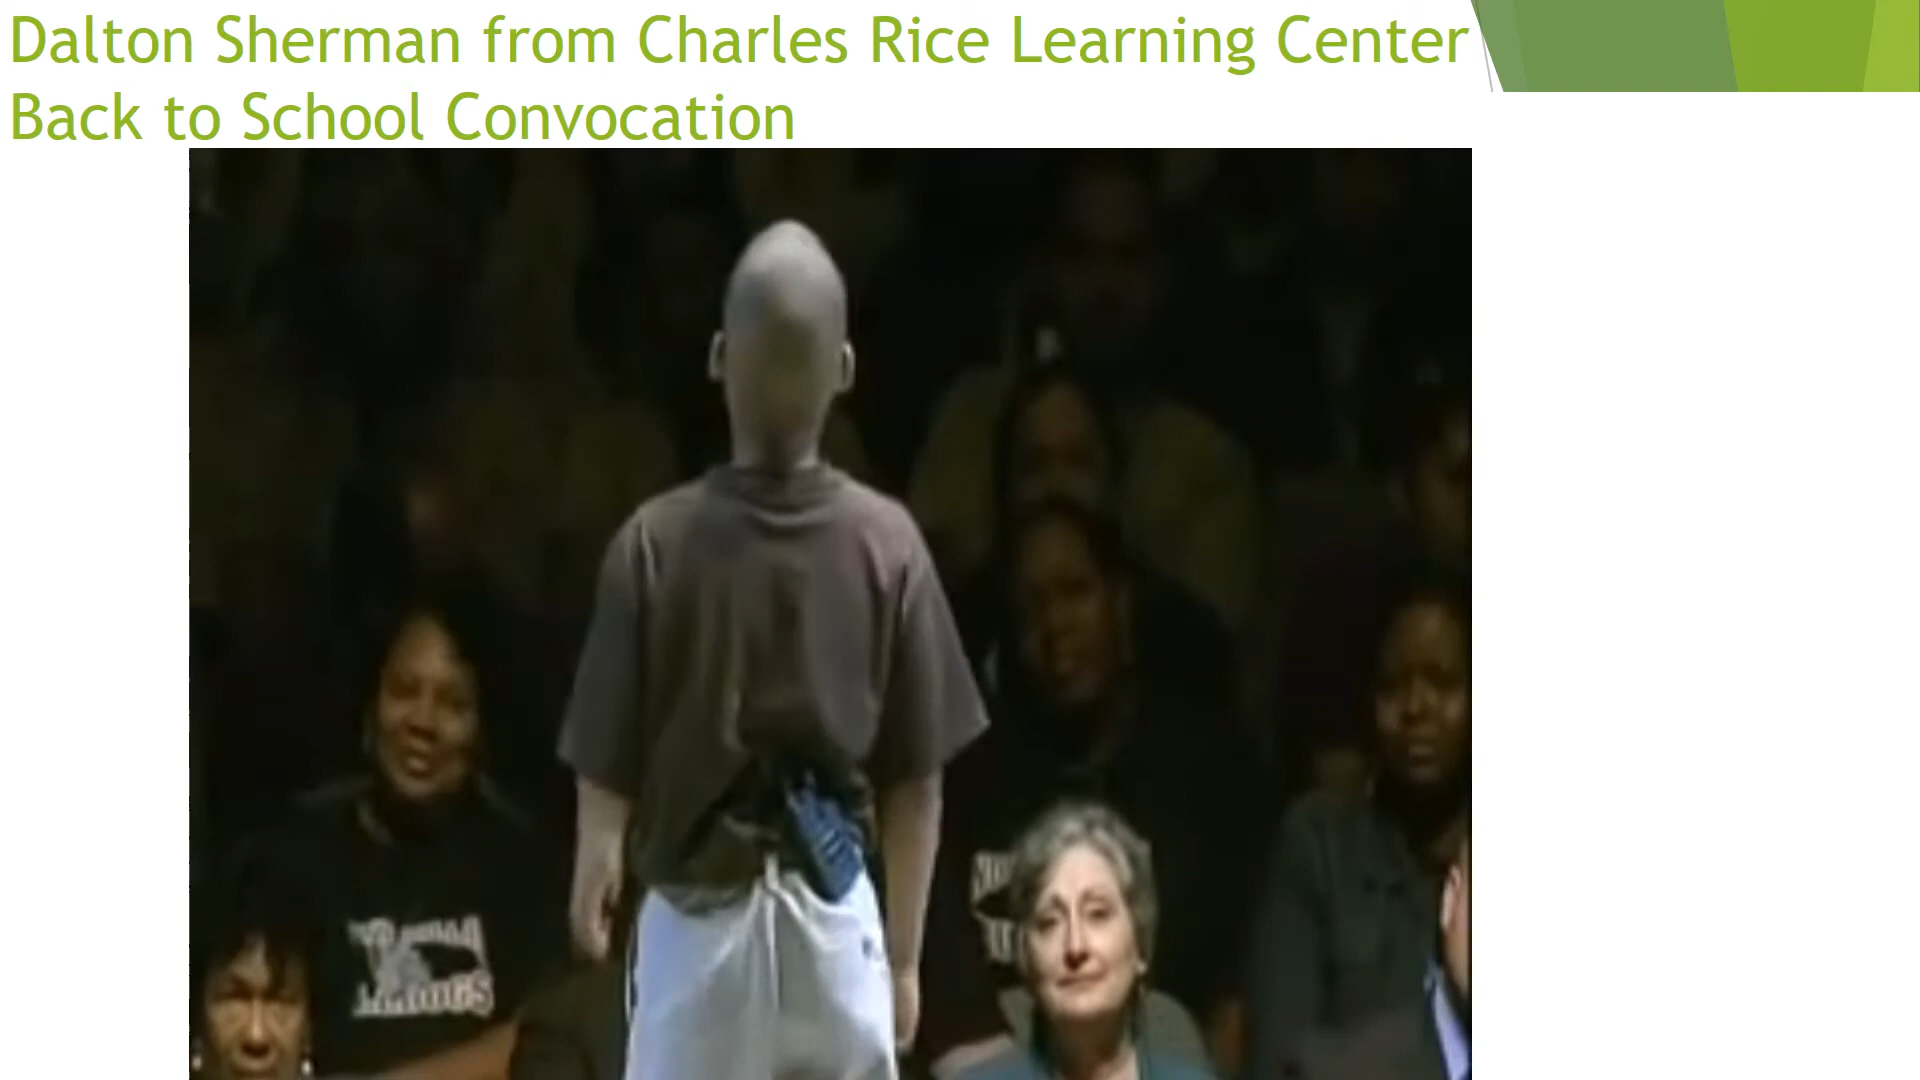 Dalton Sherman from Charles Rice Learning Center
Back to School Convocation